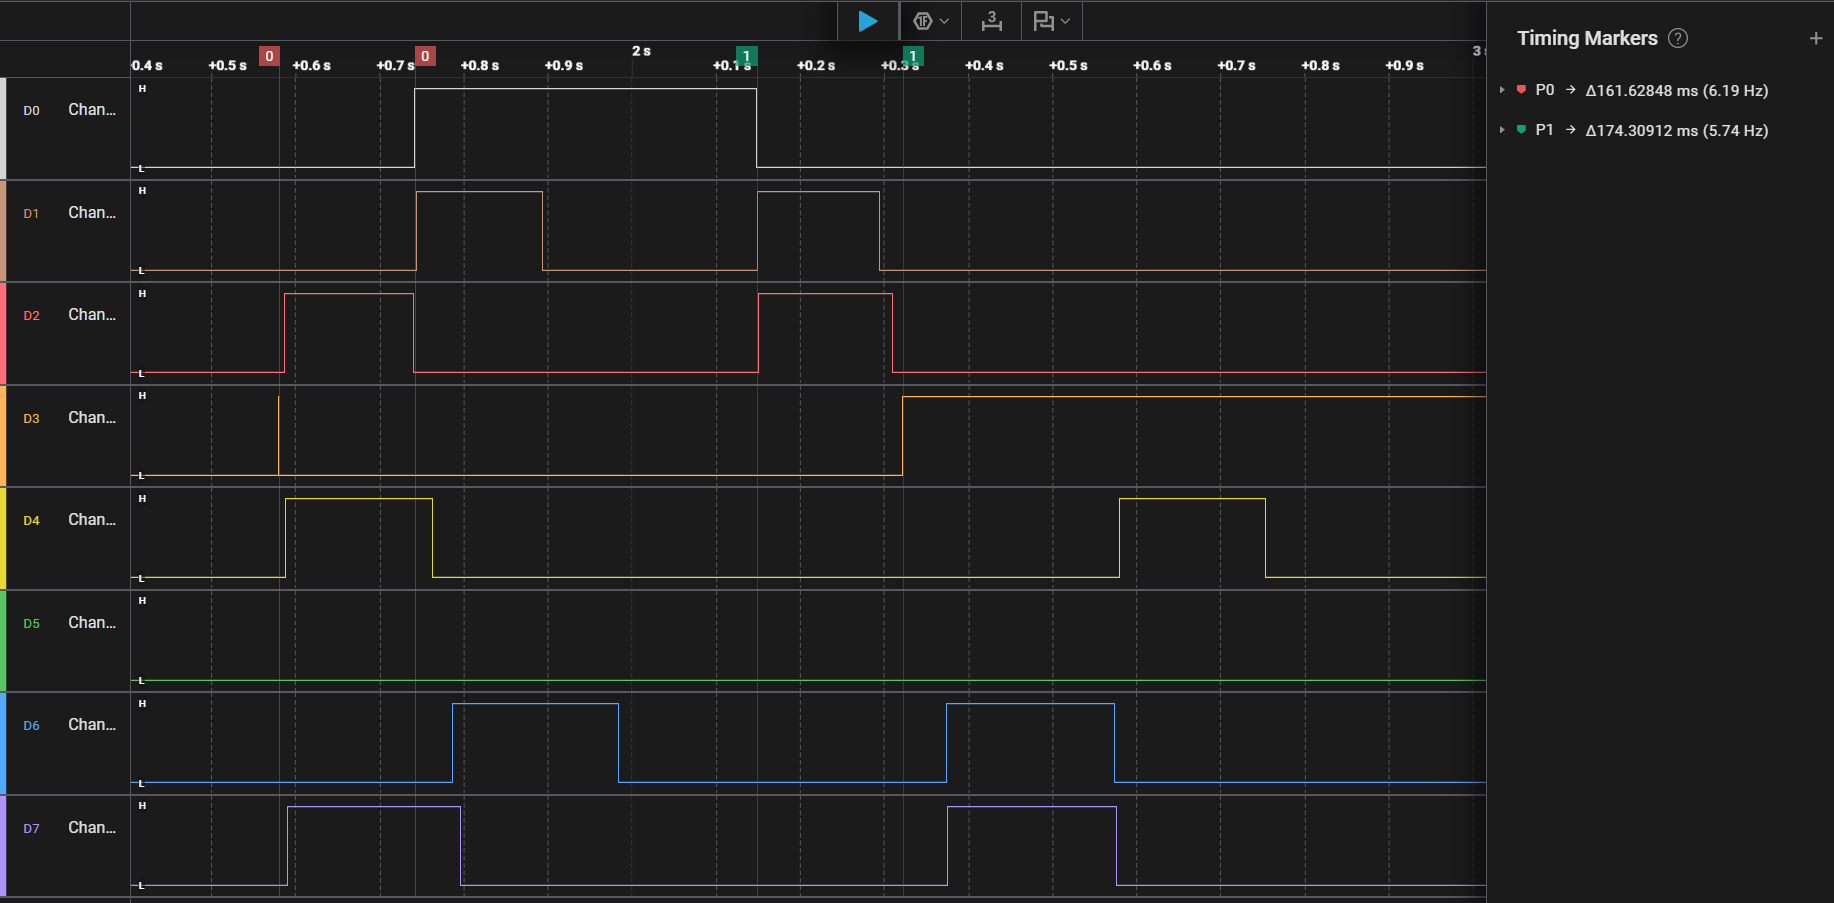 3
Timing Markers ?
0 0 2 s 1 1 3 s
+0.4 s +0.5 s +0.6 s +0.7 s +0.8 s +0.9 s +0.1 s +0.2 s +0.3 s +0.4 s +0.5 s +0.6 s +0.7 s +0.8 s +0.9 s
P0 → Δ161.62848 ms (6.19 Hz)
P1 → Δ174.30912 ms (5.74 Hz)
H
D0 Chan...
L
H
D1 Chan...
L
H
D2 Chan...
L
H
D3 Chan...
L
H
D4 Chan...
L
H
D5 Chan...
L
H
D6 Chan...
L
H
D7 Chan...
L